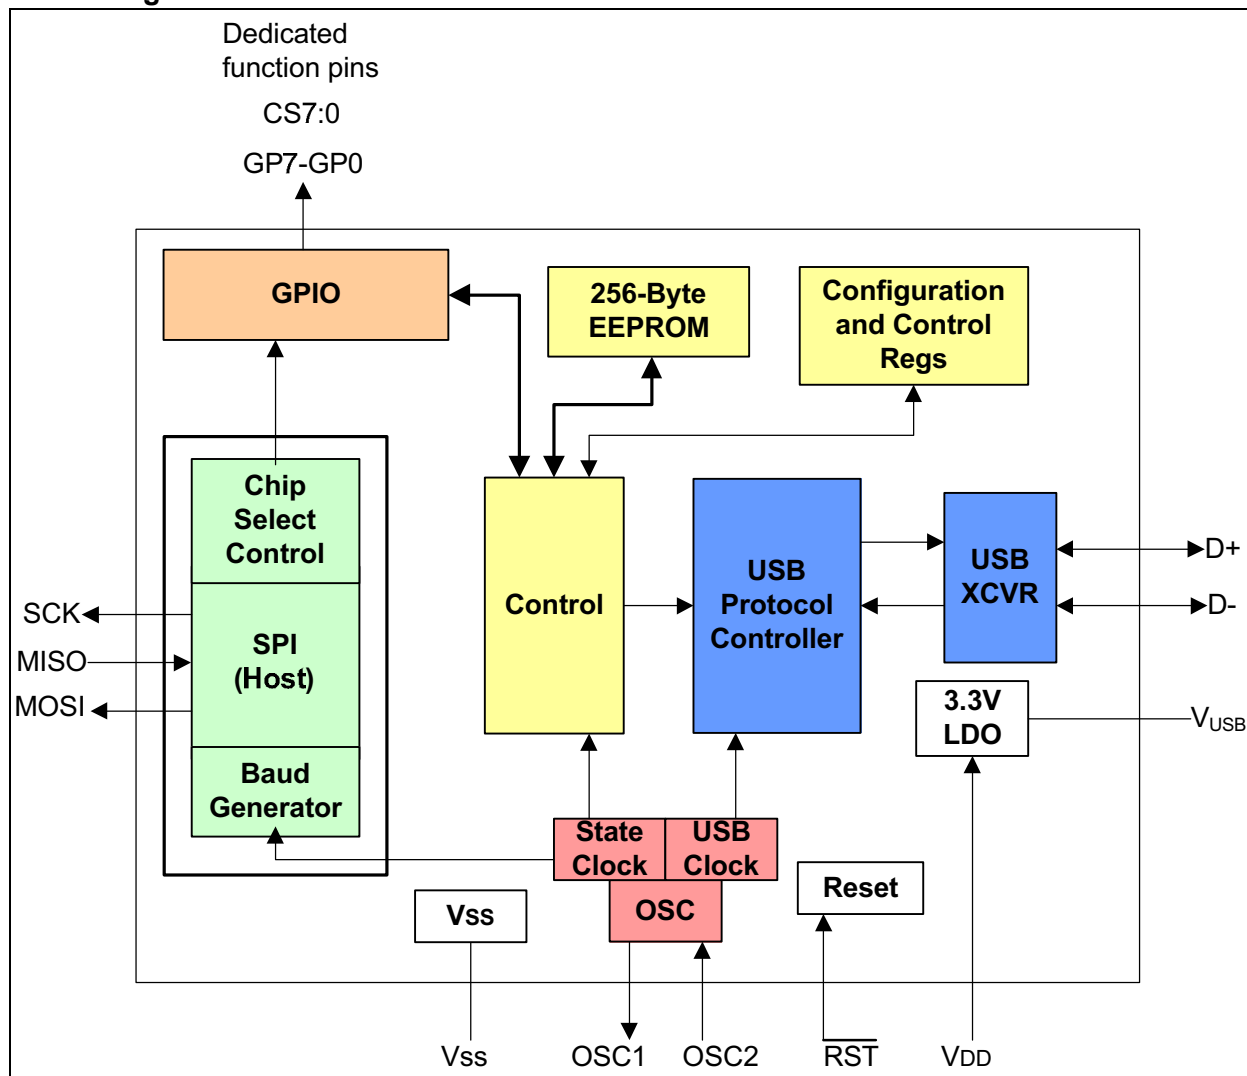 Dedicated
function pins
CS7:0
GP7-GP0
GPIO
256-Byte
EEPROM
Configuration
and Control
Regs
Chip
Select
Control
SPI
(Host)
Baud
Generator
SCK
MISO
MOSI
Control
USB
Protocol
Controller
USB
XCVR
D+
D-
3.3V
LDO
VUSB
State
Clock
USB
Clock
OSC
Reset
Vss
Vss
OSC1
OSC2
RST
VDD